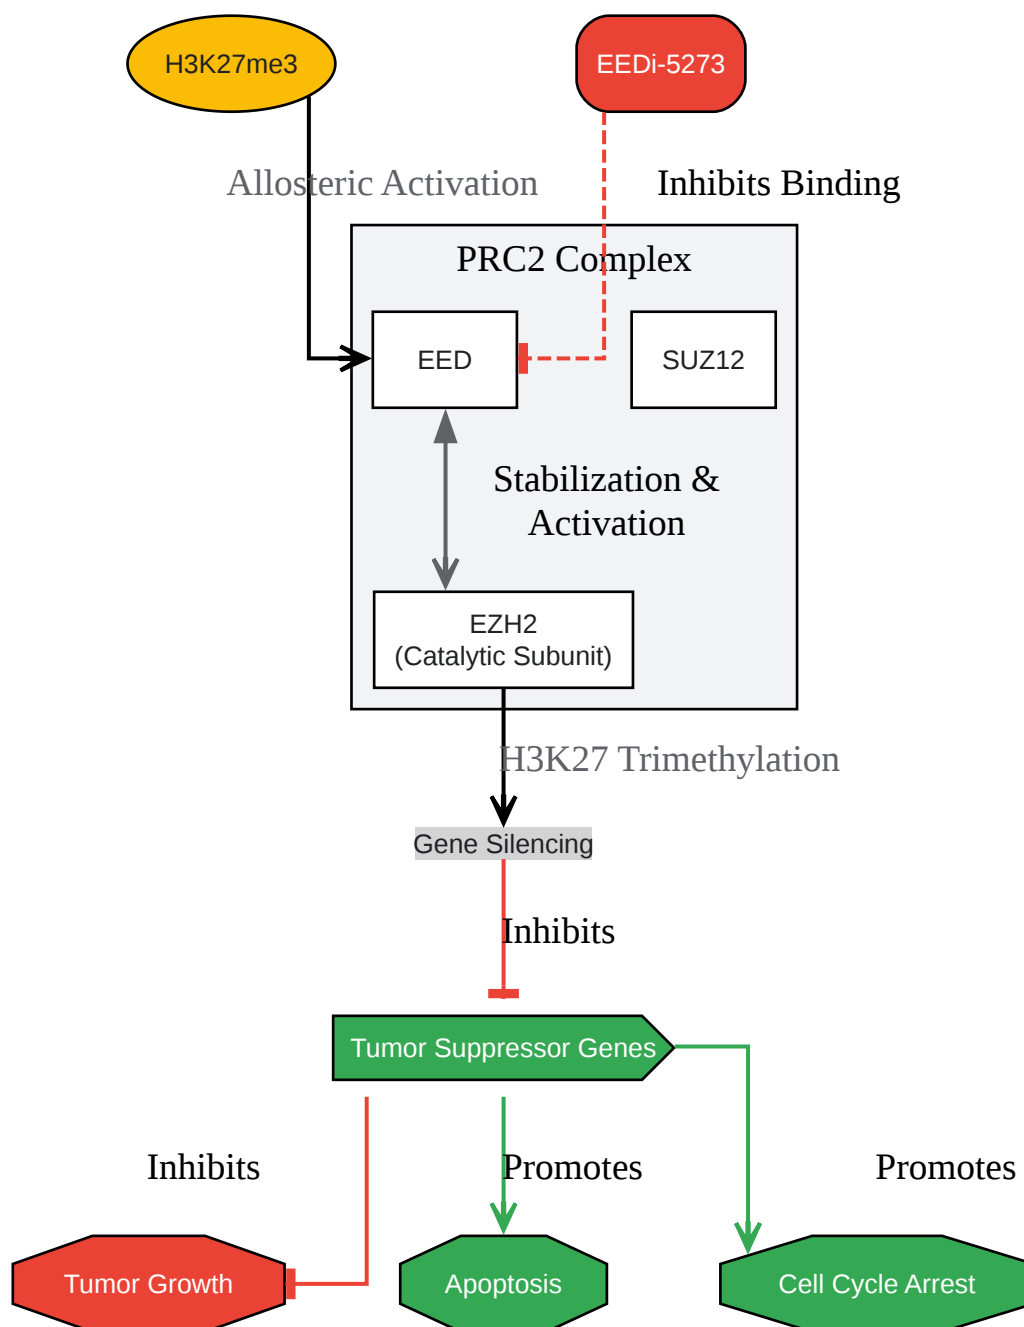 H3K27me3
EEDi-5273
Allosteric Activation
Inhibits Binding
PRC2 Complex
EED
SUZ12
Stabilization &
Activation
EZH2
(Catalytic Subunit)
H3K27 Trimethylation
Gene Silencing
Inhibits
Tumor Suppressor Genes
Inhibits
Promotes
Promotes
Tumor Growth
Apoptosis
Cell Cycle Arrest